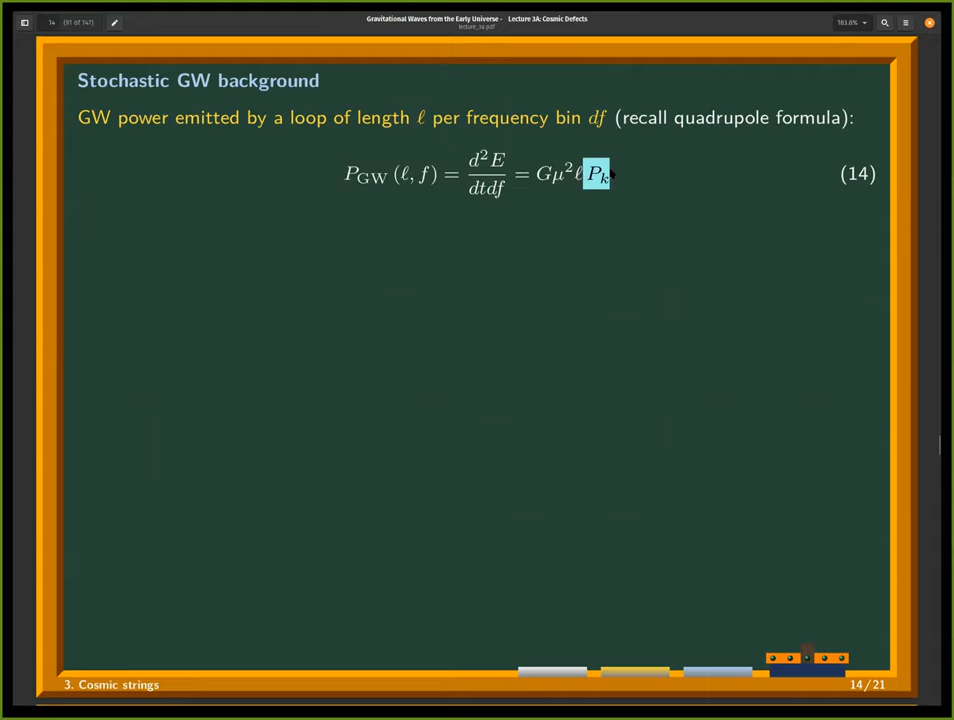 14 (91 of 147)
Gravitational Waves from the Early Universe - Lecture 3A: Cosmic Defects
lecture_3a.pdf
183.6%
Stochastic GW background
GW power emitted by a loop of length ℓ per frequency bin df (recall quadrupole formula):
P_GW (ℓ, f) = d²E/dtdf = Gμ²ℓ P_k (14)
3. Cosmic strings 14/21